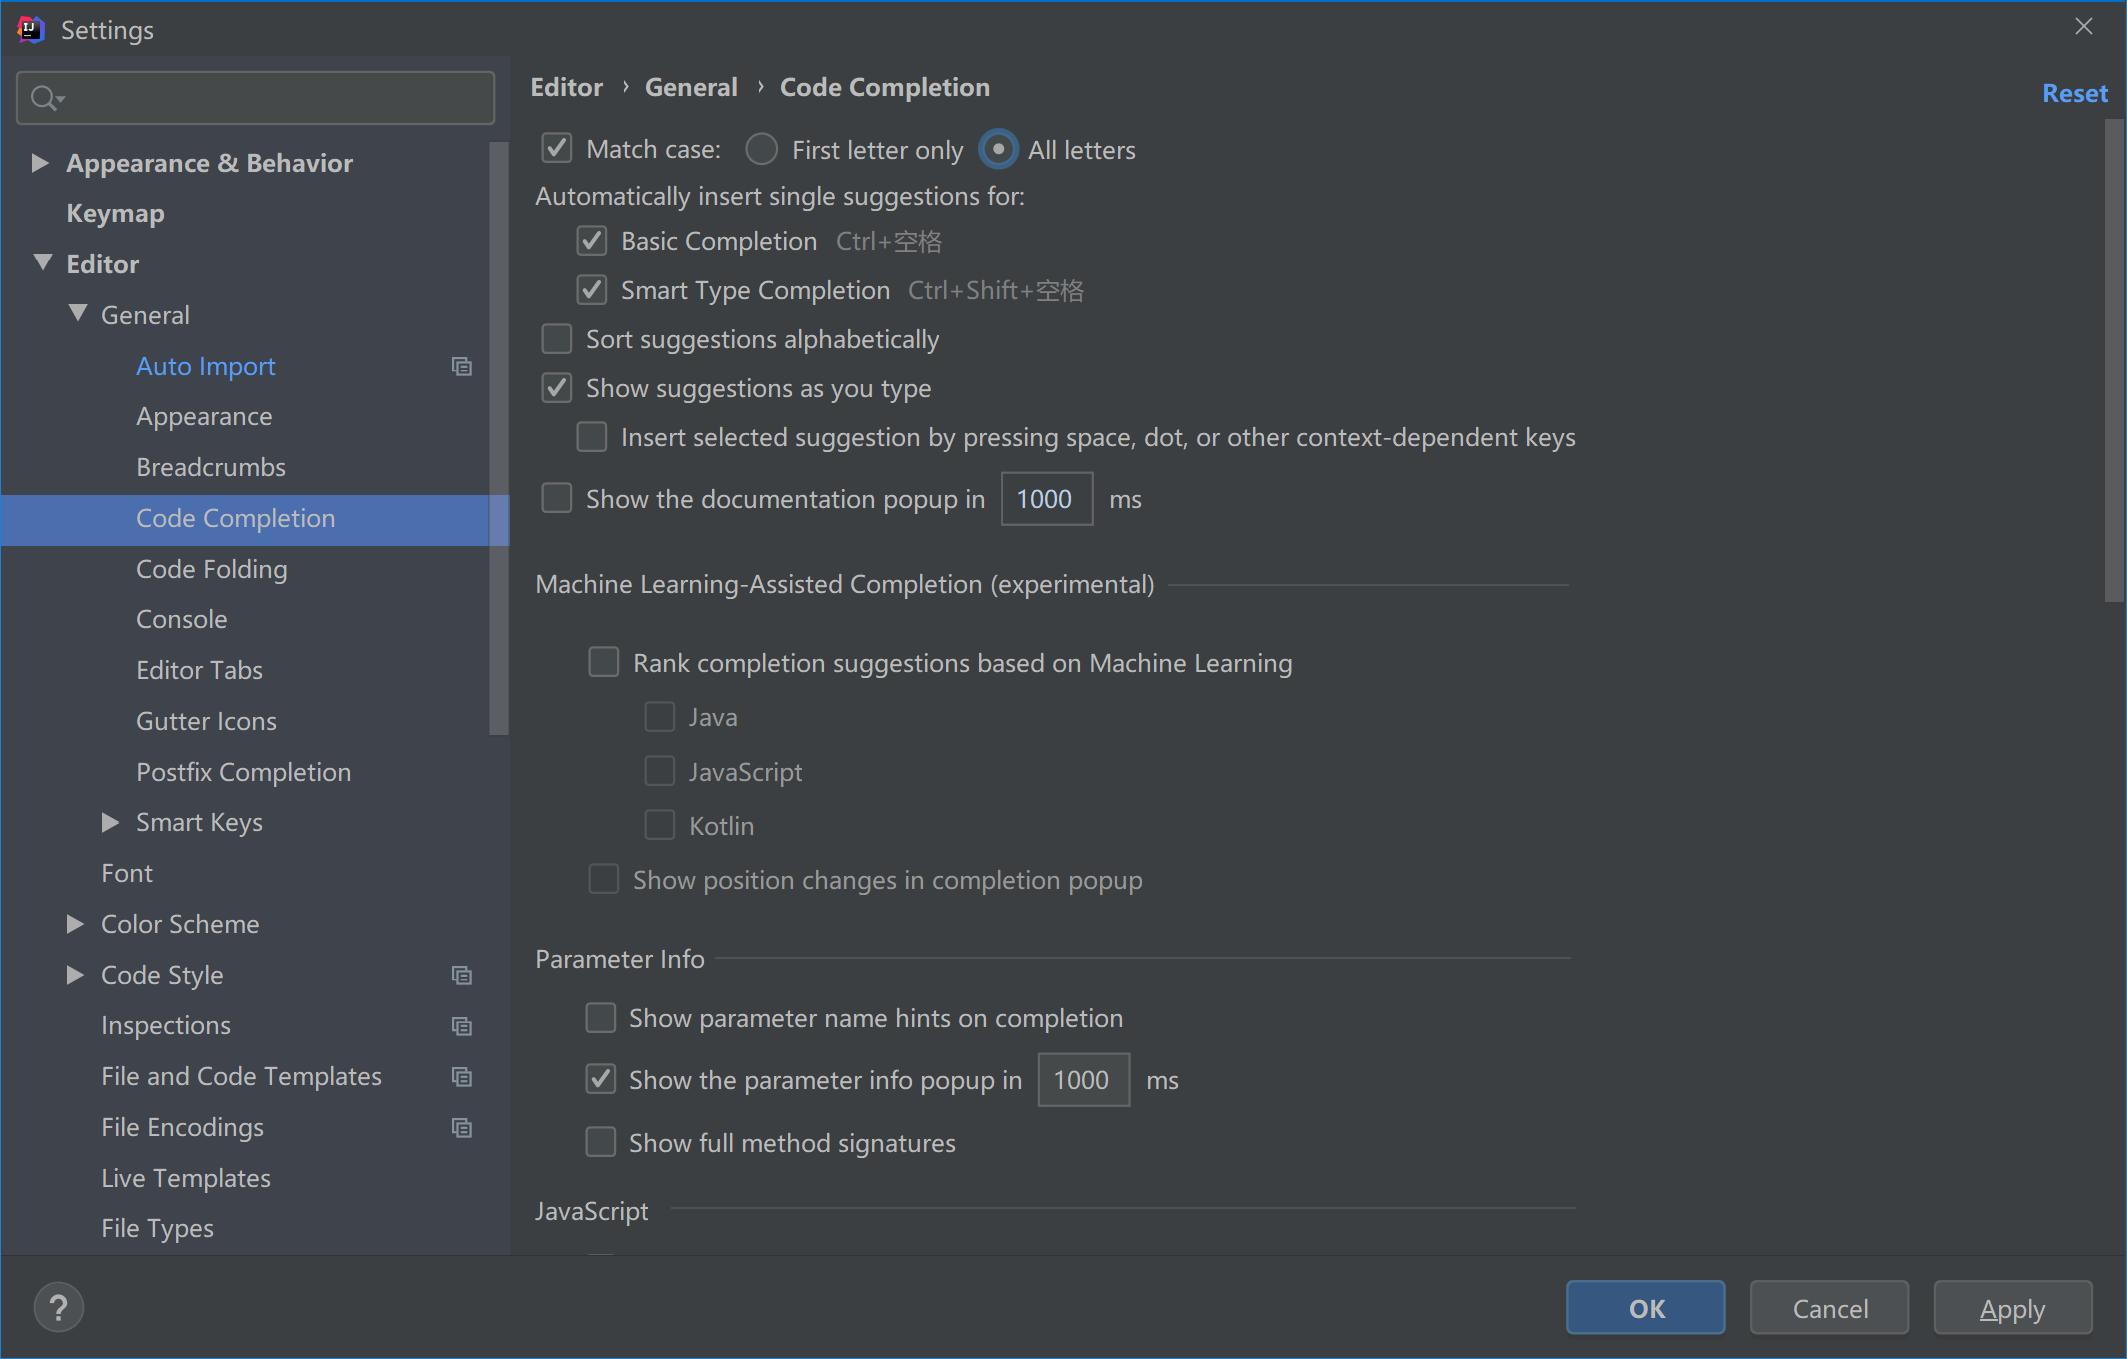 Settings
Appearance & Behavior
Keymap
Editor
General
Auto Import
Appearance
Breadcrumbs
Code Completion
Code Folding
Console
Editor Tabs
Gutter Icons
Postfix Completion
Smart Keys
Font
Color Scheme
Code Style
Inspections
File and Code Templates
File Encodings
Live Templates
File Types
Editor › General › Code Completion
Reset
Match case: First letter only All letters
Automatically insert single suggestions for:
Basic Completion Ctrl+空格
Smart Type Completion Ctrl+Shift+空格
Sort suggestions alphabetically
Show suggestions as you type
Insert selected suggestion by pressing space, dot, or other context-dependent keys
Show the documentation popup in 1000 ms
Machine Learning-Assisted Completion (experimental)
Rank completion suggestions based on Machine Learning
Java
JavaScript
Kotlin
Show position changes in completion popup
Parameter Info
Show parameter name hints on completion
Show the parameter info popup in 1000 ms
Show full method signatures
JavaScript
?
OK Cancel Apply